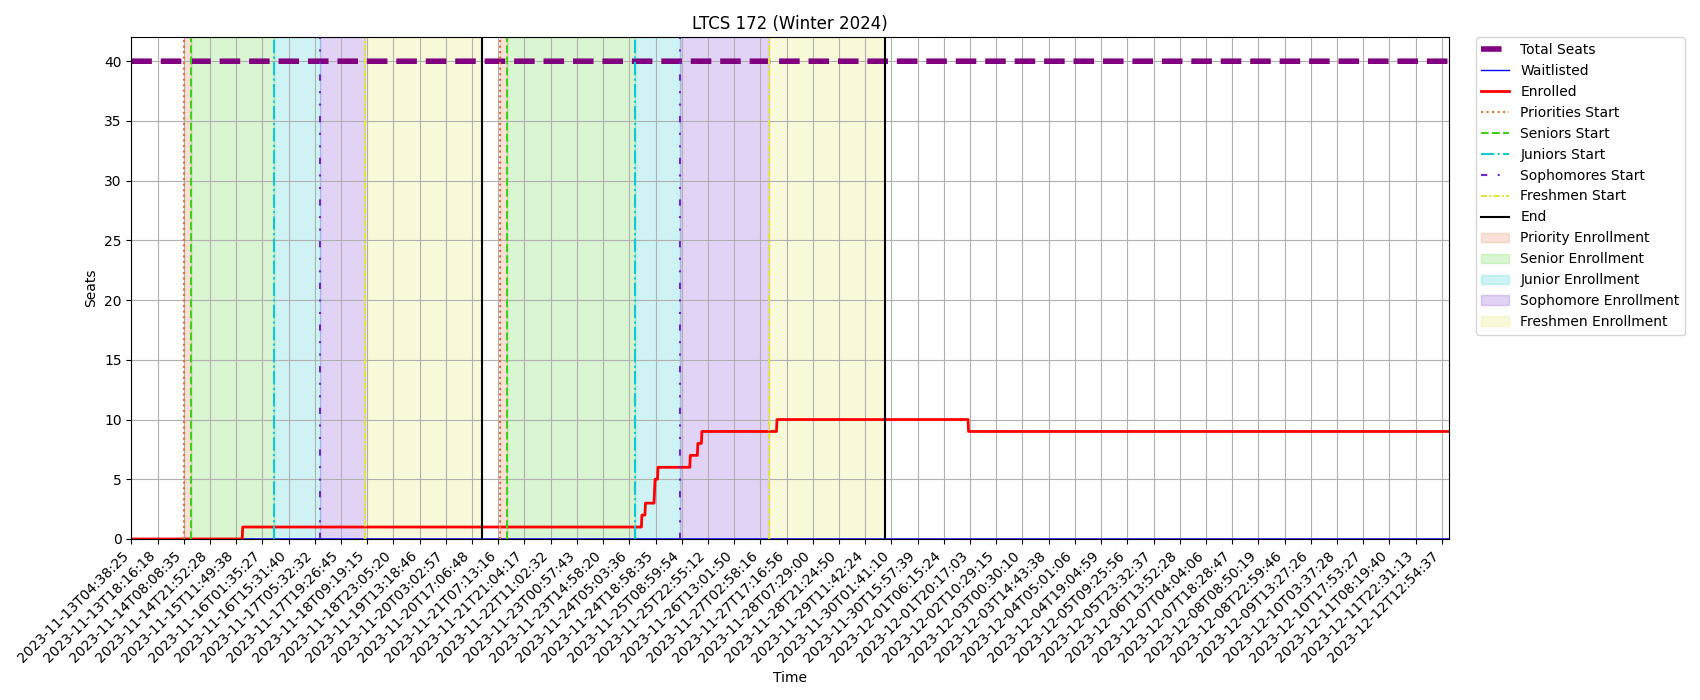 LTCS 172 (Winter 2024)
Total Seats
Waitlisted
Enrolled
Priorities Start
Seniors Start
Juniors Start
Sophomores Start
Freshmen Start
End
Priority Enrollment
Senior Enrollment
Junior Enrollment
Sophomore Enrollment
Freshmen Enrollment
Seats
40
35
30
25
20
15
10
5
0
2023-11-13T04:38:25
2023-11-13T18:16:18
2023-11-14T08:08:35
2023-11-14T21:52:28
2023-11-15T11:49:38
2023-11-16T01:35:27
2023-11-16T15:31:40
2023-11-17T05:32:32
2023-11-17T19:26:45
2023-11-18T09:19:15
2023-11-18T23:05:20
2023-11-19T13:18:46
2023-11-20T03:02:57
2023-11-20T17:06:48
2023-11-21T07:13:16
2023-11-21T21:04:17
2023-11-22T11:02:32
2023-11-23T00:57:43
2023-11-23T14:58:20
2023-11-24T05:03:36
2023-11-24T18:58:35
2023-11-25T08:59:54
2023-11-25T22:55:12
2023-11-26T13:01:50
2023-11-27T02:58:16
2023-11-27T17:16:56
2023-11-28T07:29:00
2023-11-28T21:24:50
2023-11-29T11:42:24
2023-11-30T01:41:10
2023-11-30T15:57:39
2023-12-01T06:15:24
2023-12-01T20:17:03
2023-12-02T10:29:15
2023-12-03T00:30:10
2023-12-03T14:43:38
2023-12-04T05:01:06
2023-12-04T19:04:59
2023-12-05T09:25:56
2023-12-05T23:32:37
2023-12-06T13:52:28
2023-12-07T04:04:06
2023-12-07T18:28:47
2023-12-08T08:50:19
2023-12-08T22:59:46
2023-12-09T13:27:26
2023-12-10T03:37:28
2023-12-10T17:53:27
2023-12-11T08:19:40
2023-12-11T22:31:13
2023-12-12T12:54:37
Time